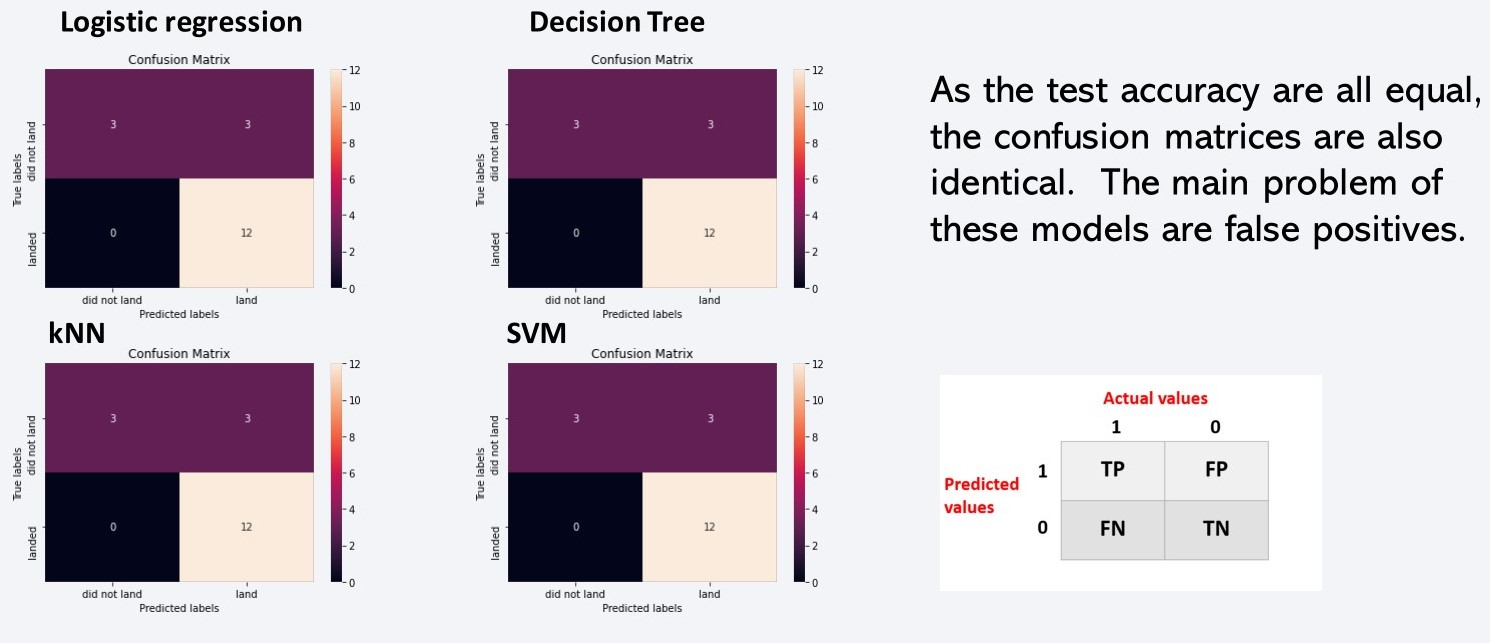 Logistic regression
Confusion Matrix
True labels
did not land
landed
3 3
0 12
did not land land
Predicted labels
12
10
8
6
4
2
0
Decision Tree
Confusion Matrix
True labels
did not land
landed
3 3
0 12
did not land land
Predicted labels
12
10
8
6
4
2
0
kNN
Confusion Matrix
True labels
did not land
landed
3 3
0 12
did not land land
Predicted labels
12
10
8
6
4
2
0
SVM
Confusion Matrix
True labels
did not land
landed
3 3
0 12
did not land land
Predicted labels
12
10
8
6
4
2
0
As the test accuracy are all equal,
the confusion matrices are also
identical. The main problem of
these models are false positives.
Actual values
1 0
Predicted
values
1 TP FP
0 FN TN